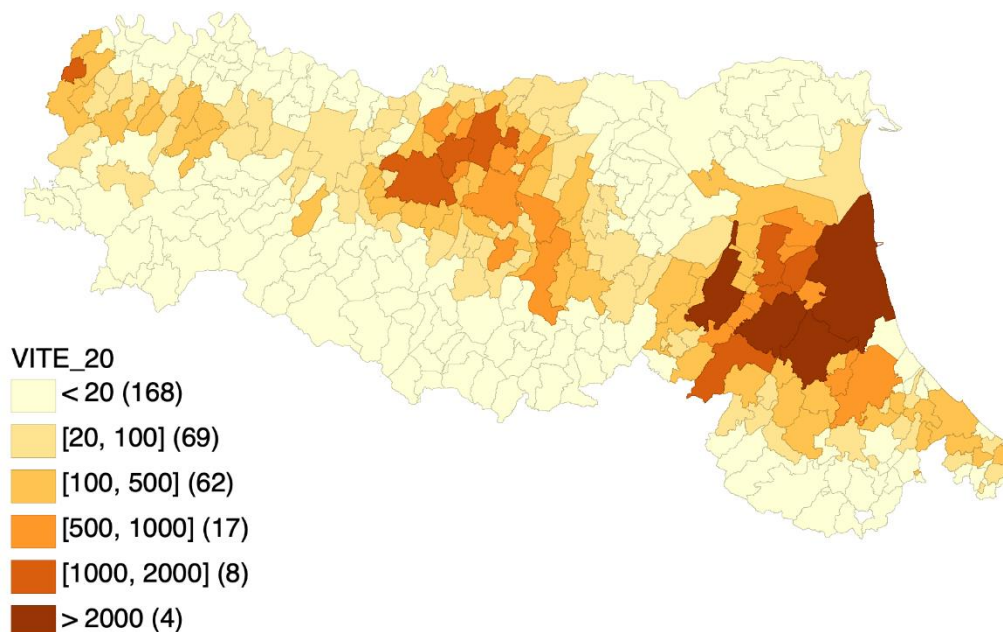 VITE_20
< 20 (168)
[20, 100] (69)
[100, 500] (62)
[500, 1000] (17)
[1000, 2000] (8)
> 2000 (4)